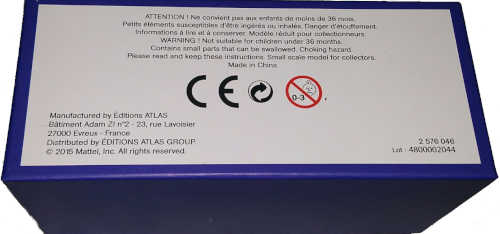 ATTENTION ! Ne convient pas aux enfants de moins de 36 mois.
Petits éléments susceptibles d'être ingérés ou inhalés. Danger d'étouffement.
Informations à lire et à conserver. Modèle réduit pour collectionneurs.
WARNING ! Not suitable for children under 36 months.
Contains small parts that can be swallowed. Choking hazard.
Please read and keep these instructions. Small scale model for collectors.
Made in China
CE
0-3
Manufactured by Éditions ATLAS
Bâtiment Adam ZI n°2 - 23, rue Lavoisier
27000 Evreux - France
Distributed by ÉDITIONS ATLAS GROUP
© 2015 Mattel, Inc. All rights reserved.
2 576 046
Lot : 4800002044